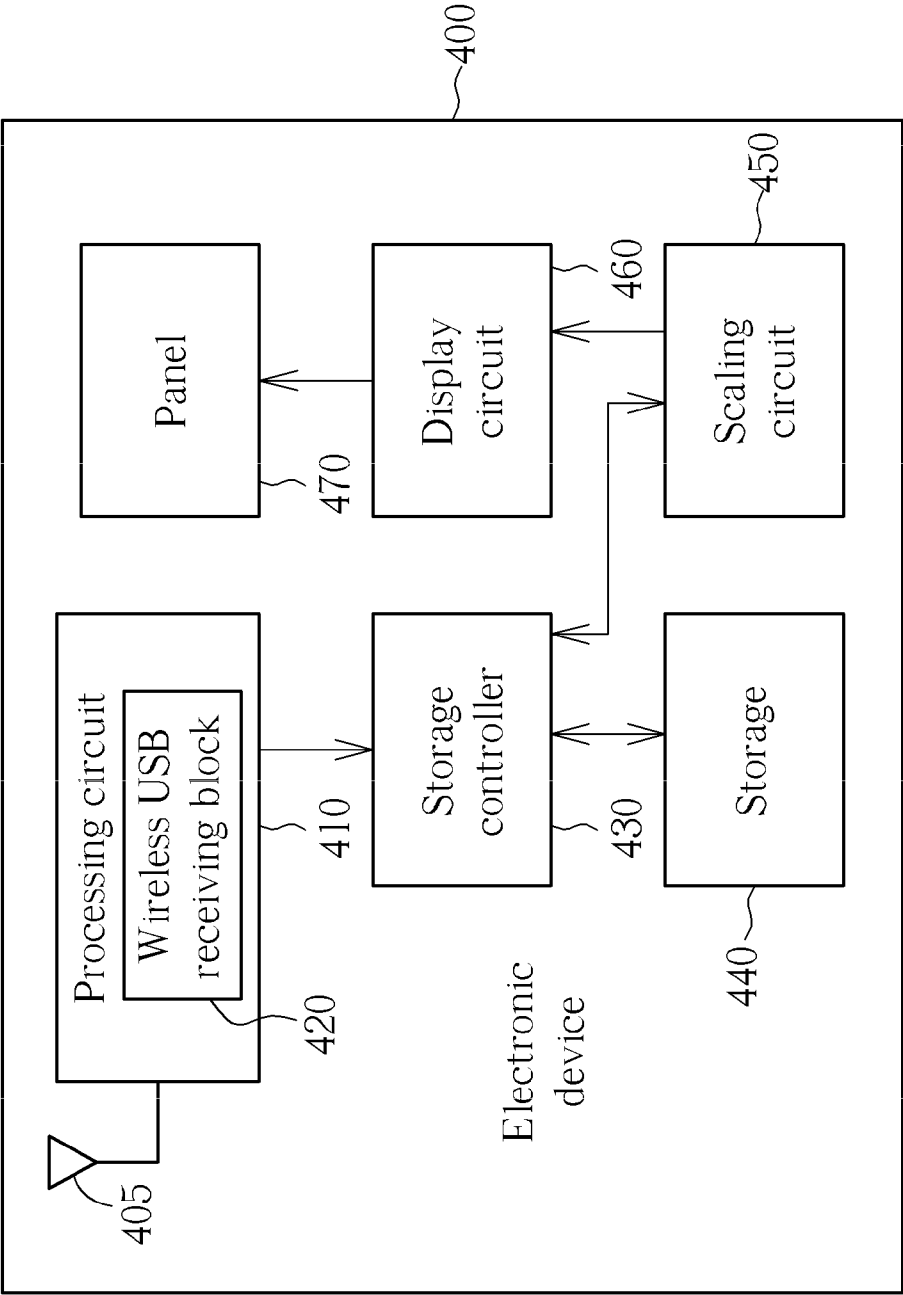 400
405
Processing circuit
Wireless USB
receiving block
420
410
Panel
470
Storage
controller
430
Display
circuit
460
Electronic
device
440
Storage
Scaling
circuit
450